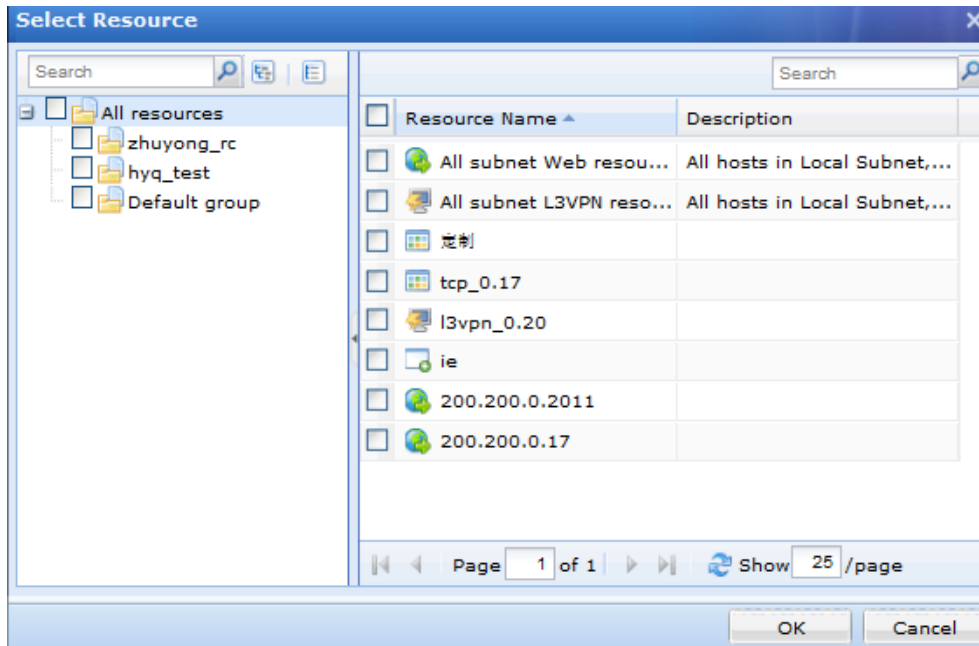 Select Resource
Search
All resources
zhuyong_rc
hyq_test
Default group
Search
Resource Name Description
All subnet Web resou... All hosts in Local Subnet,...
All subnet L3VPN reso... All hosts in Local Subnet,...
定制
tcp_0.17
l3vpn_0.20
ie
200.200.0.2011
200.200.0.17
Page 1 of 1 Show 25 /page
OK Cancel